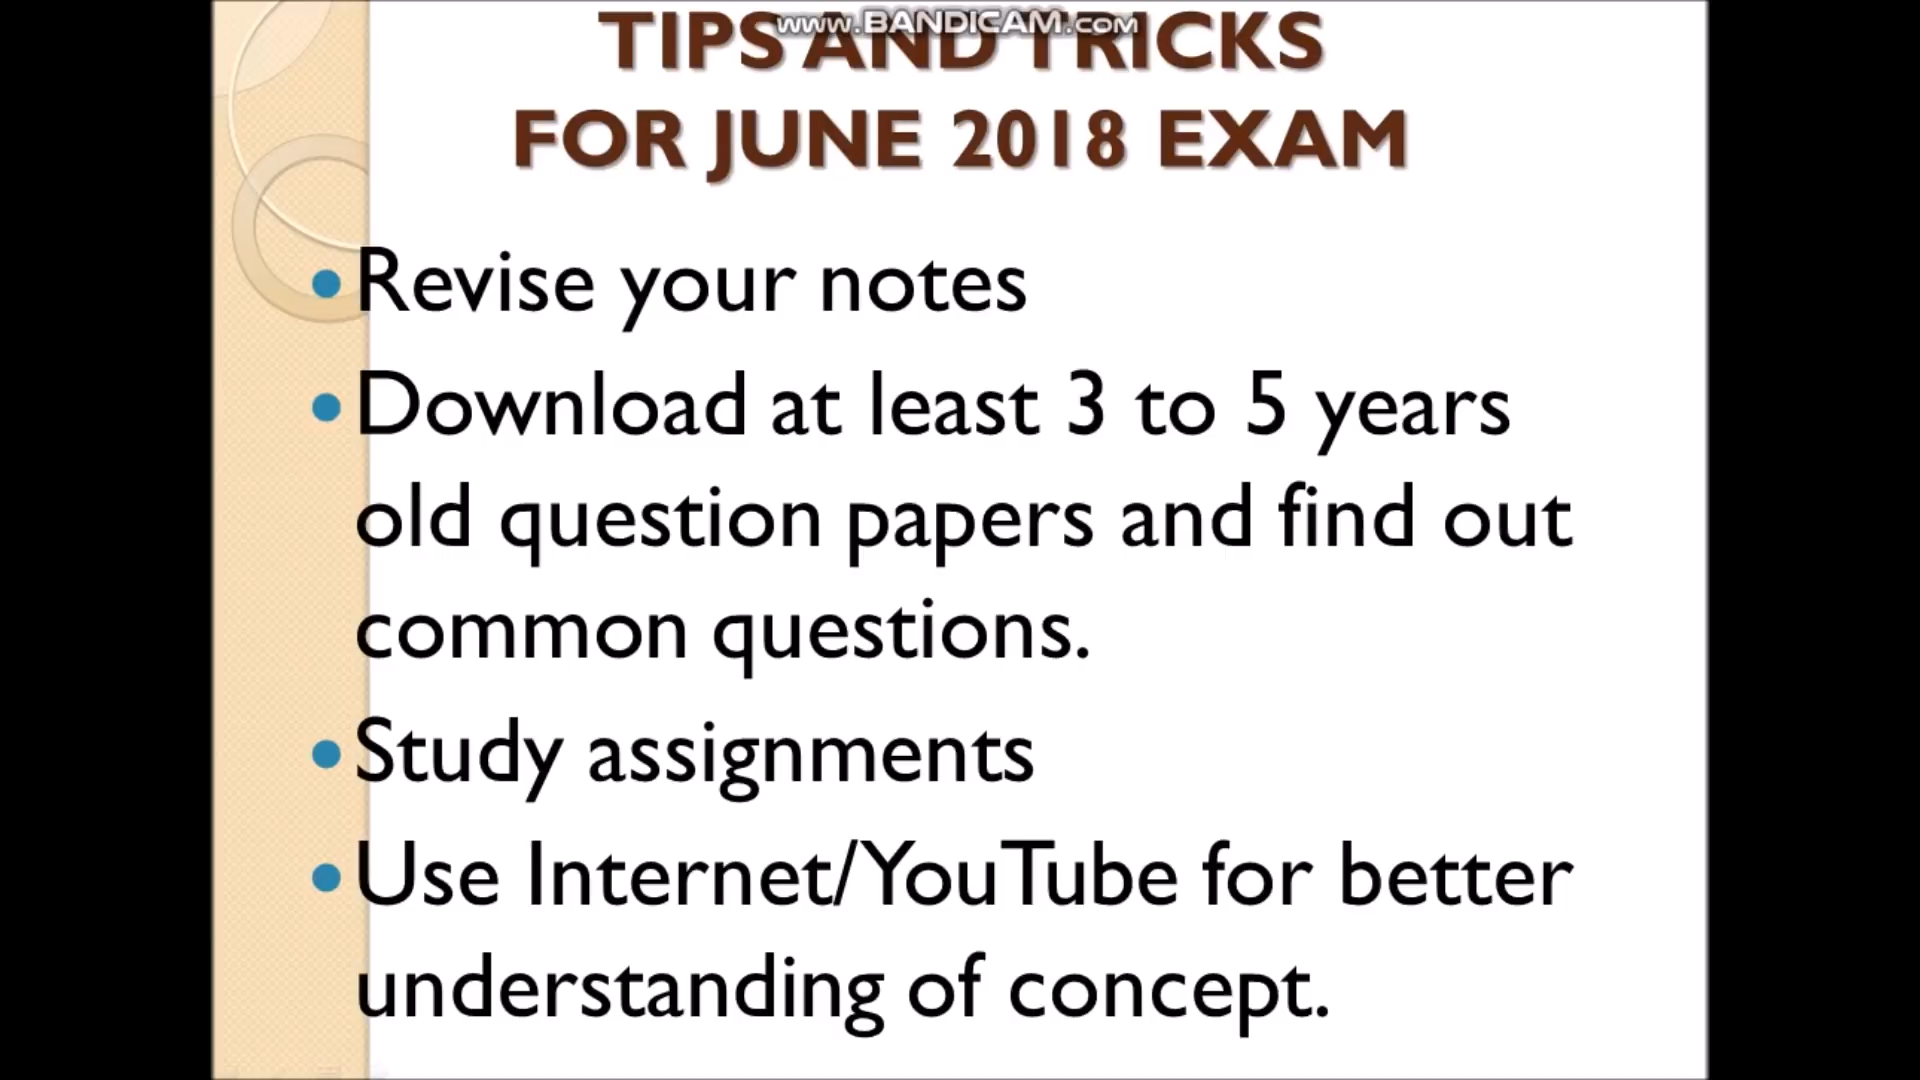 www.BANDICAM.com
TIPS AND TRICKS
FOR JUNE 2018 EXAM
• Revise your notes
• Download at least 3 to 5 years
old question papers and find out
common questions.
• Study assignments
• Use Internet/YouTube for better
understanding of concept.